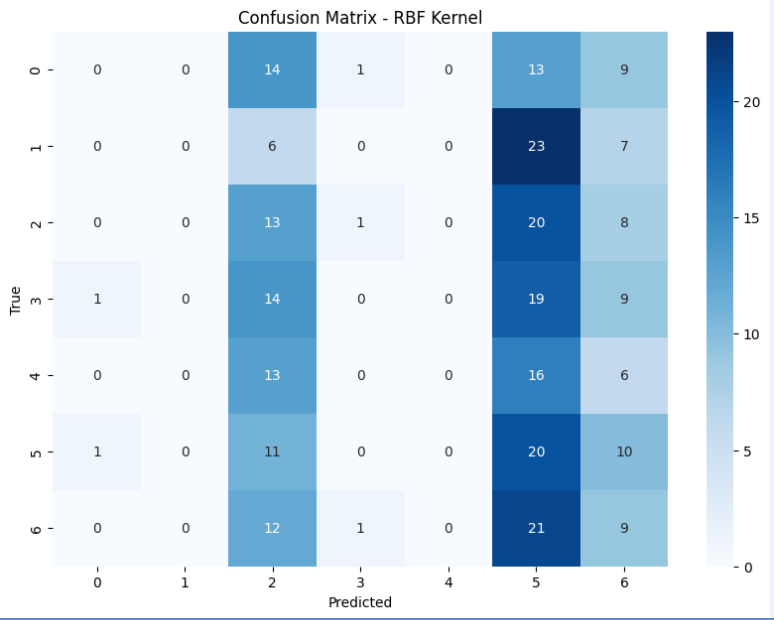 Confusion Matrix - RBF Kernel
0 0 0 14 1 0 13 9
1 0 0 6 0 0 23 7
2 0 0 13 1 0 20 8
3 1 0 14 0 0 19 9
4 0 0 13 0 0 16 6
5 1 0 11 0 0 20 10
6 0 0 12 1 0 21 9
0 1 2 3 4 5 6
True
Predicted
20
15
10
5
0